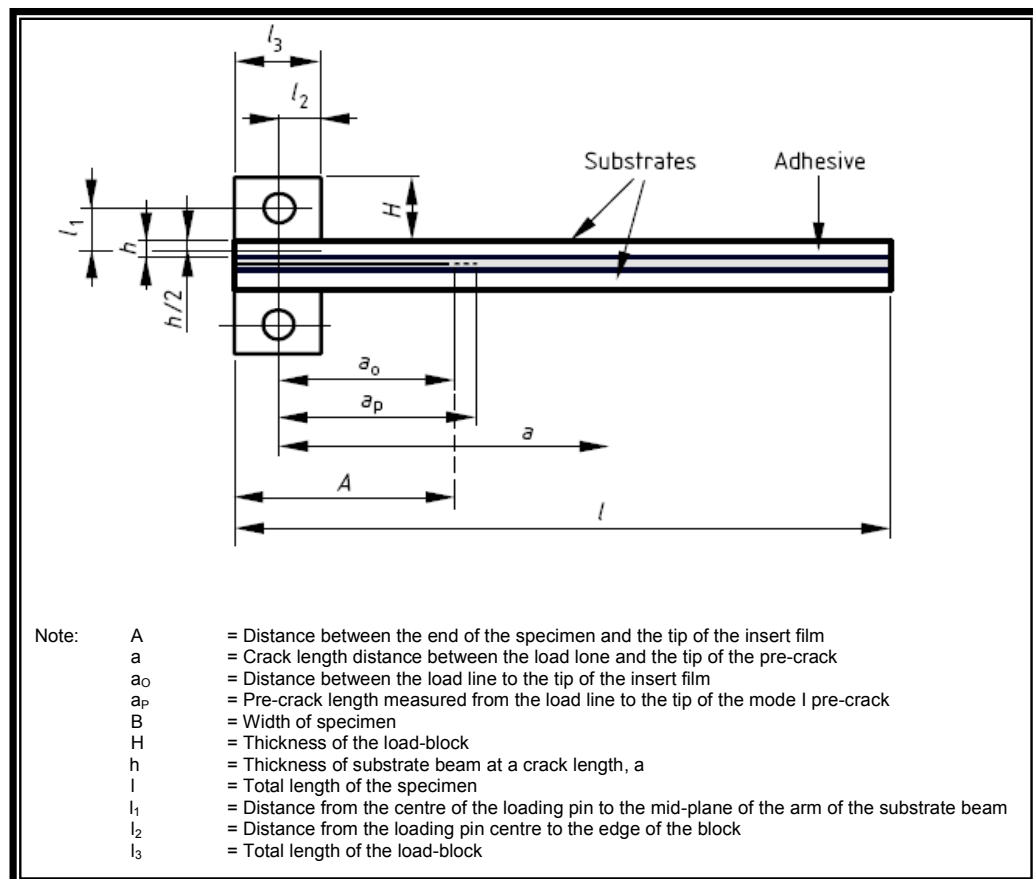 l3
l2
Substrates
Adhesive
H
l1
h
h/2
ao
ap
a
A
l
Note:
A = Distance between the end of the specimen and the tip of the insert film
a = Crack length distance between the load lone and the tip of the pre-crack
aO = Distance between the load line to the tip of the insert film
aP = Pre-crack length measured from the load line to the tip of the mode I pre-crack
B = Width of specimen
H = Thickness of the load-block
h = Thickness of substrate beam at a crack length, a
l = Total length of the specimen
l1 = Distance from the centre of the loading pin to the mid-plane of the arm of the substrate beam
l2 = Distance from the loading pin centre to the edge of the block
l3 = Total length of the load-block